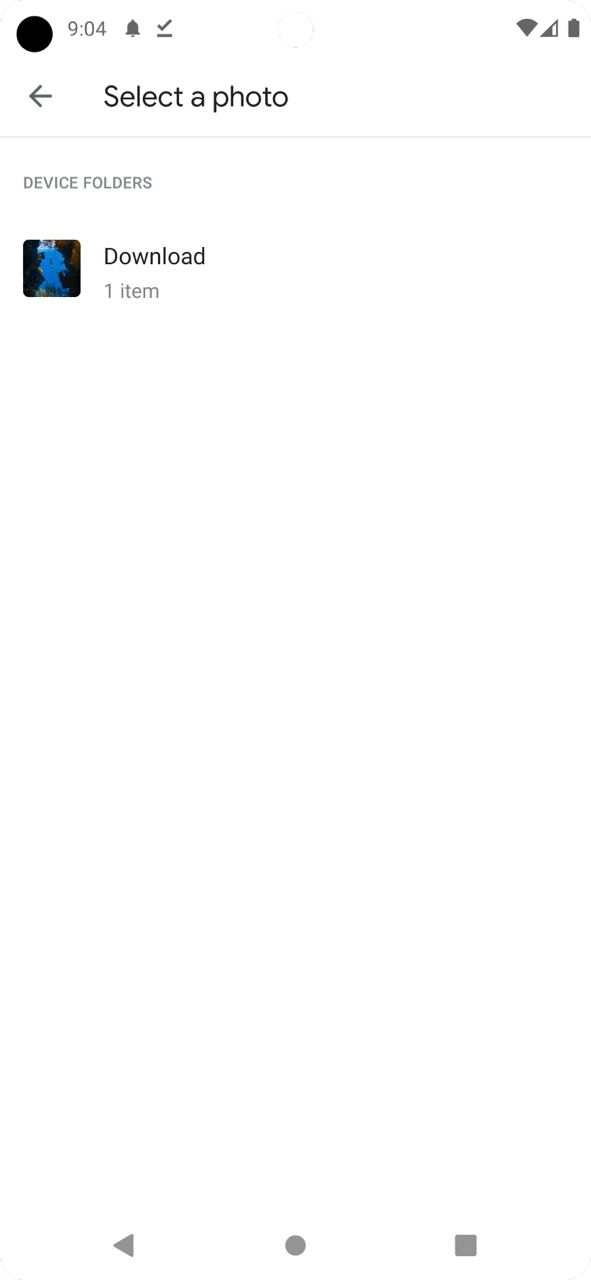 9:04
Select a photo
DEVICE FOLDERS
Download
1 item